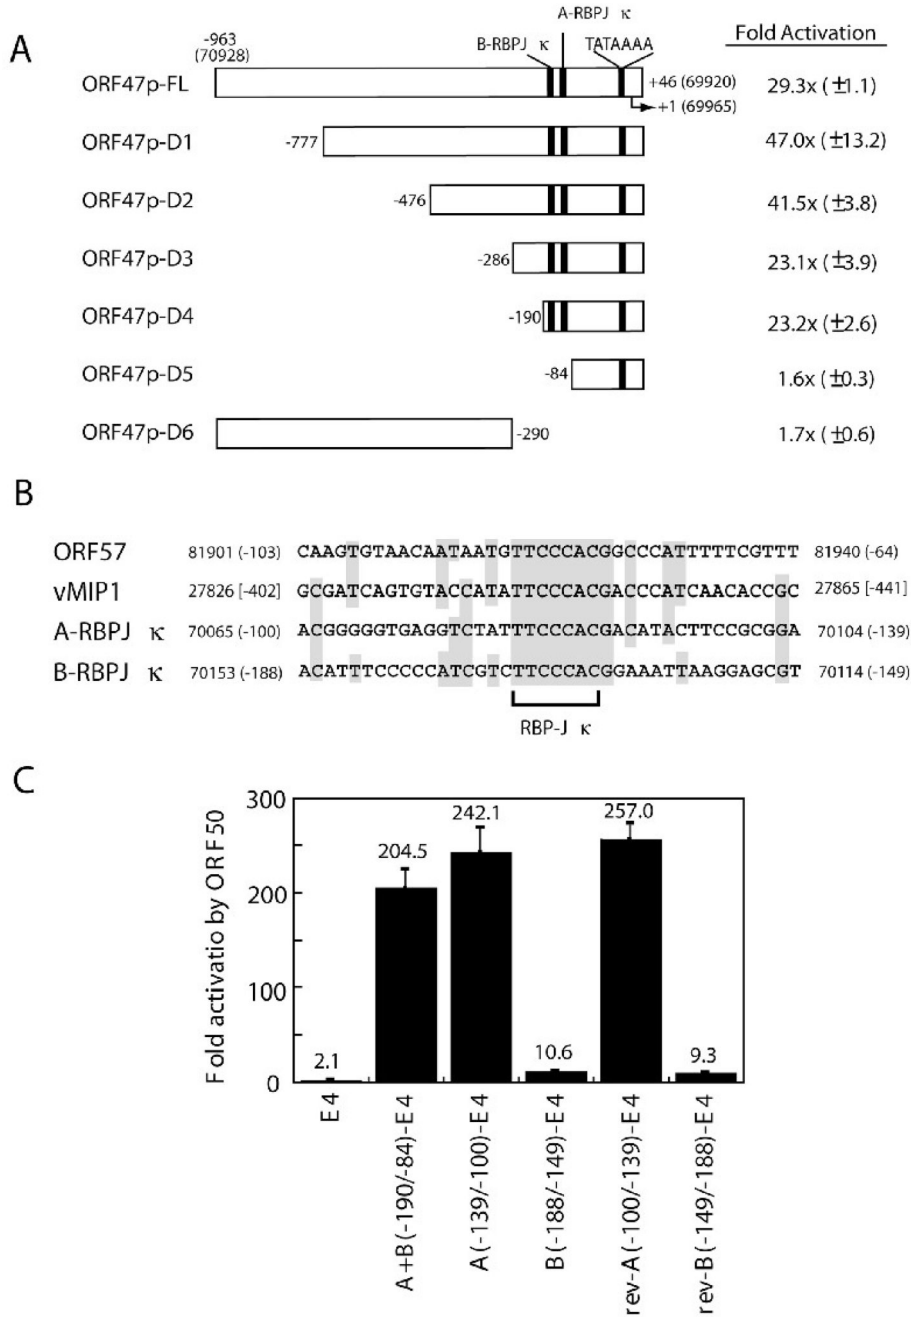 A
-963
(70928)
A-RBPJ κ
B-RBPJ κ
TATAAAA
Fold Activation
ORF47p-FL
+46 (69920)
+1 (69965)
29.3x (±1.1)
ORF47p-D1
-777
47.0x (±13.2)
ORF47p-D2
-476
41.5x (±3.8)
ORF47p-D3
-286
23.1x (±3.9)
ORF47p-D4
-190
23.2x (±2.6)
ORF47p-D5
-84
1.6x (±0.3)
ORF47p-D6
-290
1.7x (±0.6)
B
ORF57 81901 (-103) CAAGTGTAACAATAATGTTCCCACGGCCCATTTTTCGTTT 81940 (-64)
vMIP1 27826 [-402] GCGATCAGTGTACCATATTCCCACGACCCATCAACACCGC 27865 [-441]
A-RBPJ κ 70065 (-100) ACGGGGGTGAGGTCTATTTCCCACGACATACTTCCGCGGA 70104 (-139)
B-RBPJ κ 70153 (-188) ACATTTCCCCCATCGTCTTCCCACGGAAATTAAGGAGCGT 70114 (-149)
RBP-J κ
C
Fold activatio by ORF50
300
200
100
0
2.1
204.5
242.1
10.6
257.0
9.3
E4
A+B(-190/-84)-E4
A(-139/-100)-E4
B(-188/-149)-E4
rev-A(-100/-139)-E4
rev-B(-149/-188)-E4